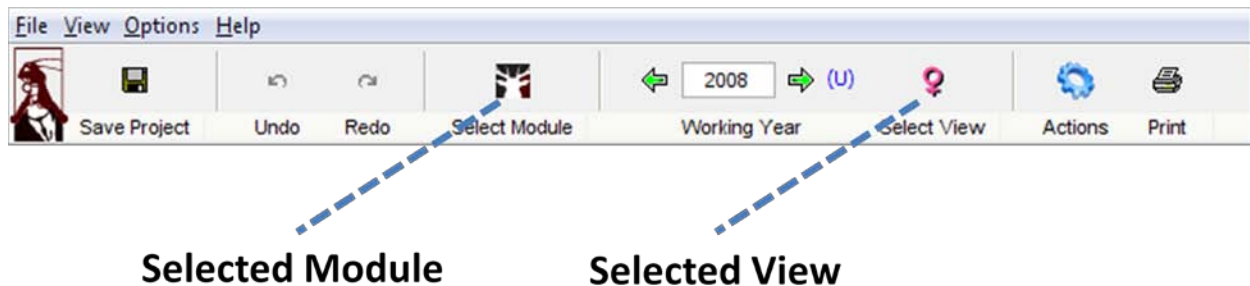 File View Options Help
2008 (U)
Save Project Undo Redo Select Module Working Year Select View Actions Print
Selected Module Selected View